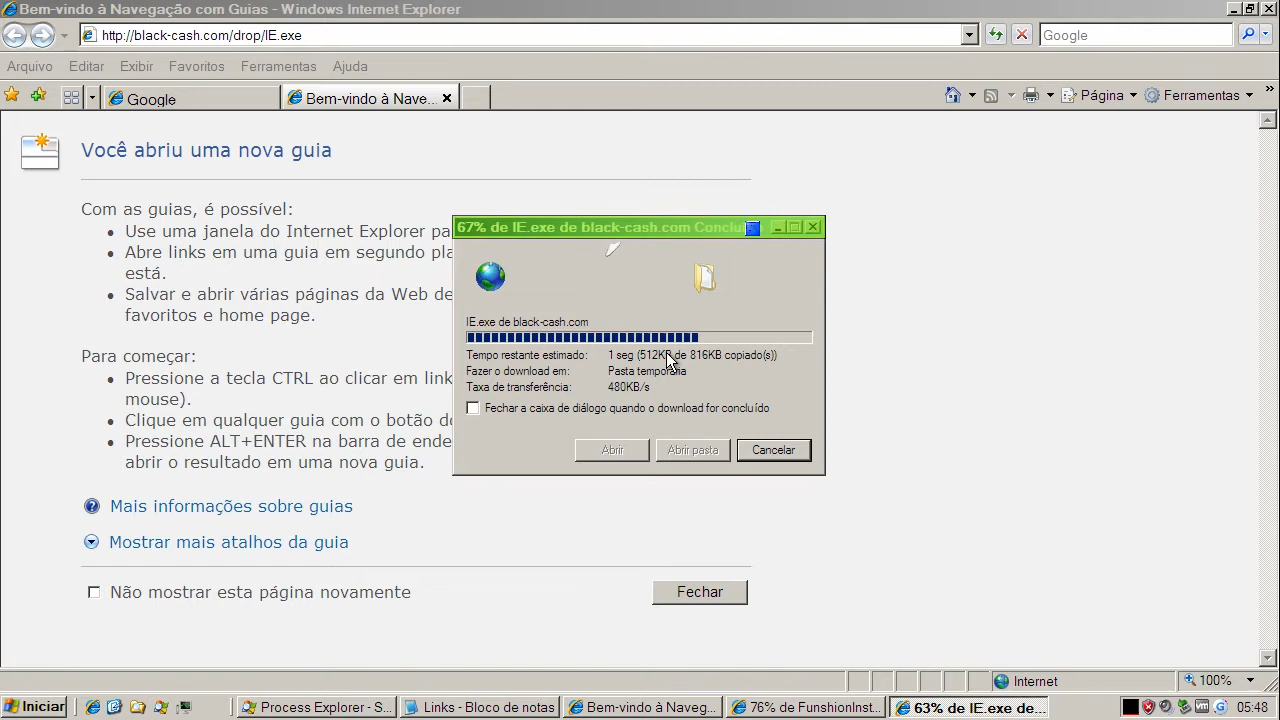 Bem-vindo à Navegação com Guias - Windows Internet Explorer
http://black-cash.com/drop/IE.exe
Google
Arquivo Editar Exibir Favoritos Ferramentas Ajuda
Google
Bem-vindo à Nave...
Página
Ferramentas
Você abriu uma nova guia
Com as guias, é possível:
Use uma janela do Internet Explorer pa
Abre links em uma guia em segundo pla
está.
Salvar e abrir várias páginas da Web de
favoritos e home page.
Para começar:
Pressione a tecla CTRL ao clicar em link
mouse).
Clique em qualquer guia com o botão do
Pressione ALT+ENTER na barra de ende
abrir o resultado em uma nova guia.
Mais informações sobre guias
Mostrar mais atalhos da guia
Não mostrar esta página novamente
Fechar
67% de IE.exe de black-cash.com Conclu
IE.exe de black-cash.com
Tempo restante estimado: 1 seg (512KB de 816KB copiado(s))
Fazer o download em: Pasta temporária
Taxa de transferência: 480KB/s
Fechar a caixa de diálogo quando o download for concluído
Abrir
Abrir pasta
Cancelar
Internet
100%
Iniciar
Process Explorer - S...
Links - Bloco de notas
Bem-vindo à Navega...
76% de FunshionInst...
63% de IE.exe de...
05:48